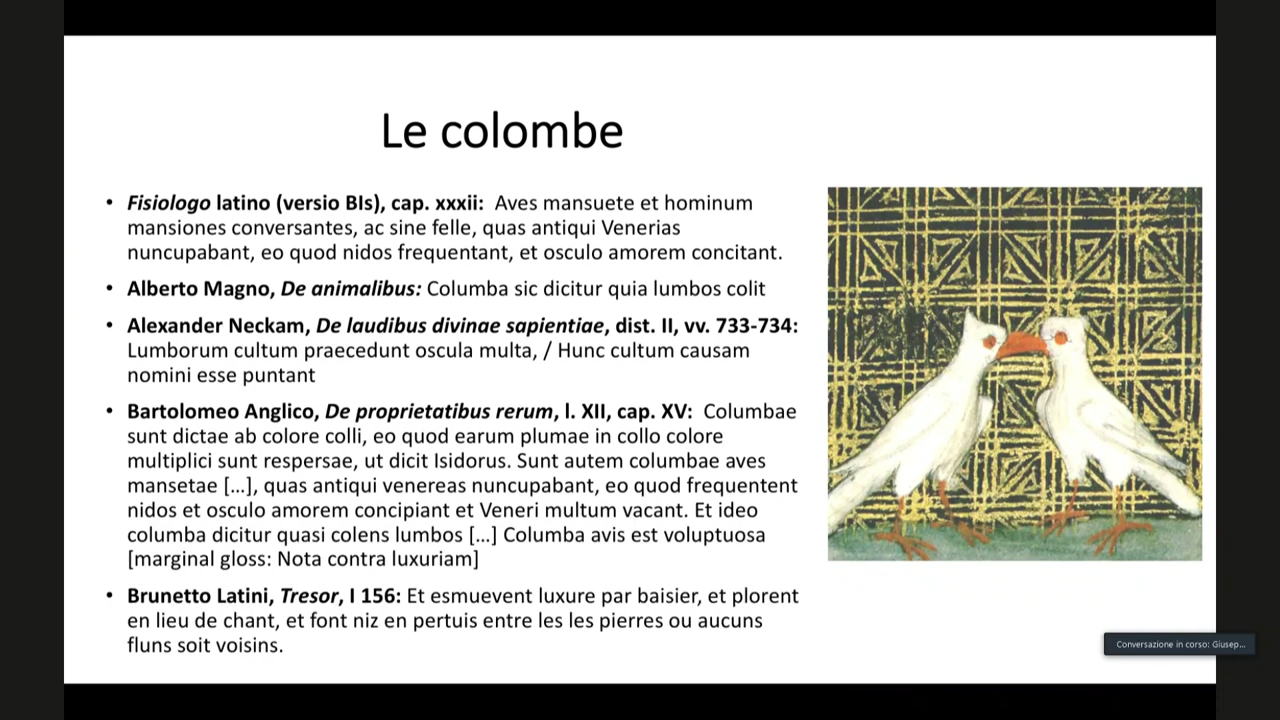 Le colombe
• Fisiologo latino (versio BIs), cap. xxxii: Aves mansuete et hominum
mansiones conversantes, ac sine felle, quas antiqui Venerias
nuncupabant, eo quod nidos frequentant, et osculo amorem concitant.
• Alberto Magno, De animalibus: Columba sic dicitur quia lumbos colit
• Alexander Neckam, De laudibus divinae sapientiae, dist. II, vv. 733-734:
Lumborum cultum praecedunt oscula multa, / Hunc cultum causam
nomini esse puntant
• Bartolomeo Anglico, De proprietatibus rerum, l. XII, cap. XV: Columbae
sunt dictae ab colore colli, eo quod earum plumae in collo colore
multiplici sunt respersae, ut dicit Isidorus. Sunt autem columbae aves
mansetae […], quas antiqui venereas nuncupabant, eo quod frequentent
nidos et osculo amorem concipiant et Veneri multum vacant. Et ideo
columba dicitur quasi colens lumbos […] Columba avis est voluptuosa
[marginal gloss: Nota contra luxuriam]
• Brunetto Latini, Tresor, I 156: Et esmuevent luxure par baisier, et plorent
en lieu de chant, et font niz en pertuis entre les les pierres ou aucuns
fluns soit voisins.
Conversazione in corso: Giusep...